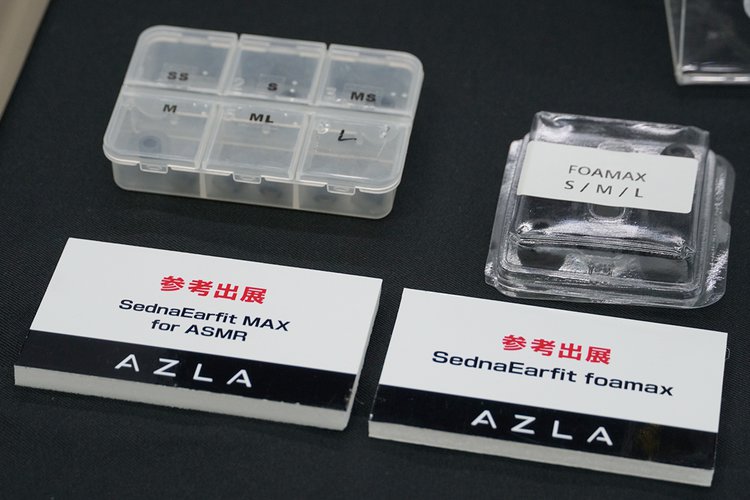 SS
S
MS
M
ML
L
FOAMAX
S / M / L
参考出展
SednaEarfit MAX
for ASMR
AZLA
参考出展
SednaEarfit foamax
AZLA